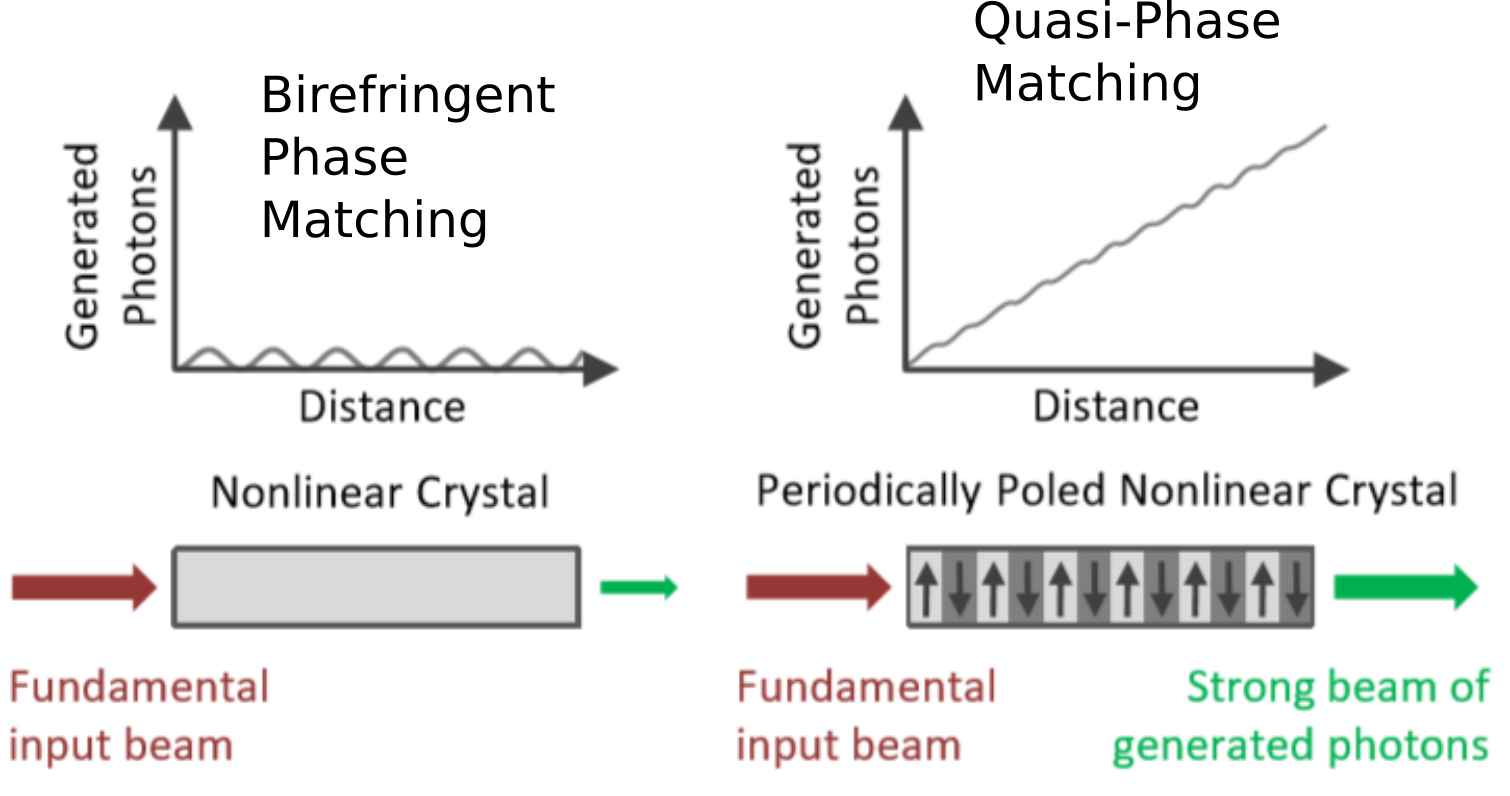 Birefringent
Phase
Matching
Generated
Photons
Distance
Nonlinear Crystal
Fundamental
input beam
Quasi-Phase
Matching
Generated
Photons
Distance
Periodically Poled Nonlinear Crystal
Fundamental
input beam
Strong beam of
generated photons